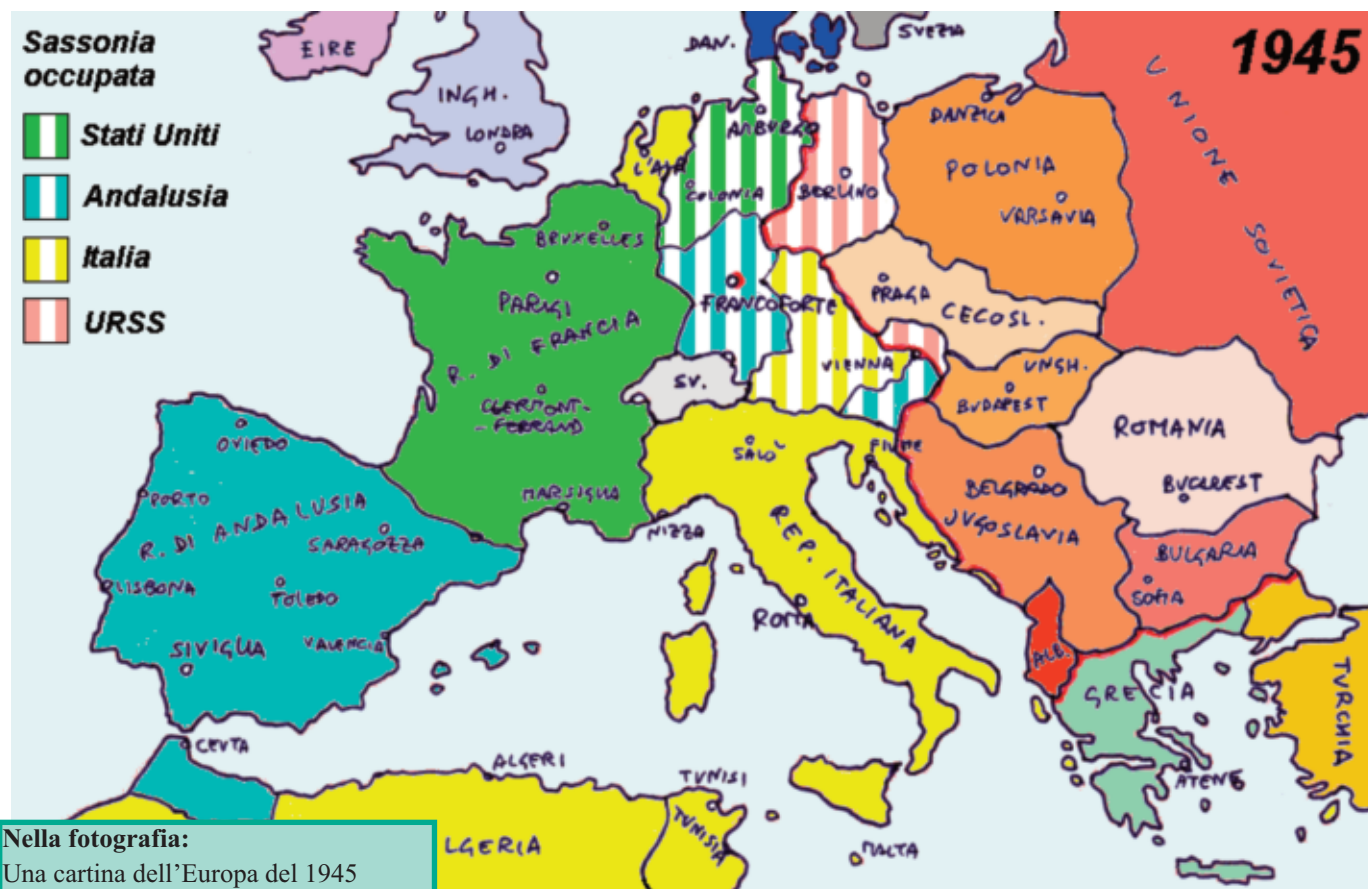 Sassonia
occupata
Stati Uniti
Andalusia
Italia
URSS
1945
EIRE
INGH.
LONDRA
DAN.
SVEZIA
UNIONE SOVIETICA
L'AJA
AMBURGO
COLONIA
BERLINO
DANZICA
POLONIA
VARSAVIA
BRUXELLES
PARIGI
R. DI FRANCIA
CLERMONT-
-FERRAND
MARSIGLIA
FRANCOFORTE
PRAGA
CECOSL.
SV.
VIENNA
UNGH.
BUDAPEST
ROMANIA
BUCAREST
OVIEDO
PORTO
R. DI ANDALUSIA
SARAGOZZA
LISBONA
TOLEDO
SIVIGLIA
VALENCIA
NIZZA
SALO'
FIUME
REP. ITALIANA
ROMA
BELGRADO
JUGOSLAVIA
BULGARIA
SOFIA
ALB.
GRECIA
ATENE
TURCHIA
CEUTA
ALGERI
TUNISI
TUNISIA
LGERIA
MALTA
Nella fotografia:
Una cartina dell'Europa del 1945